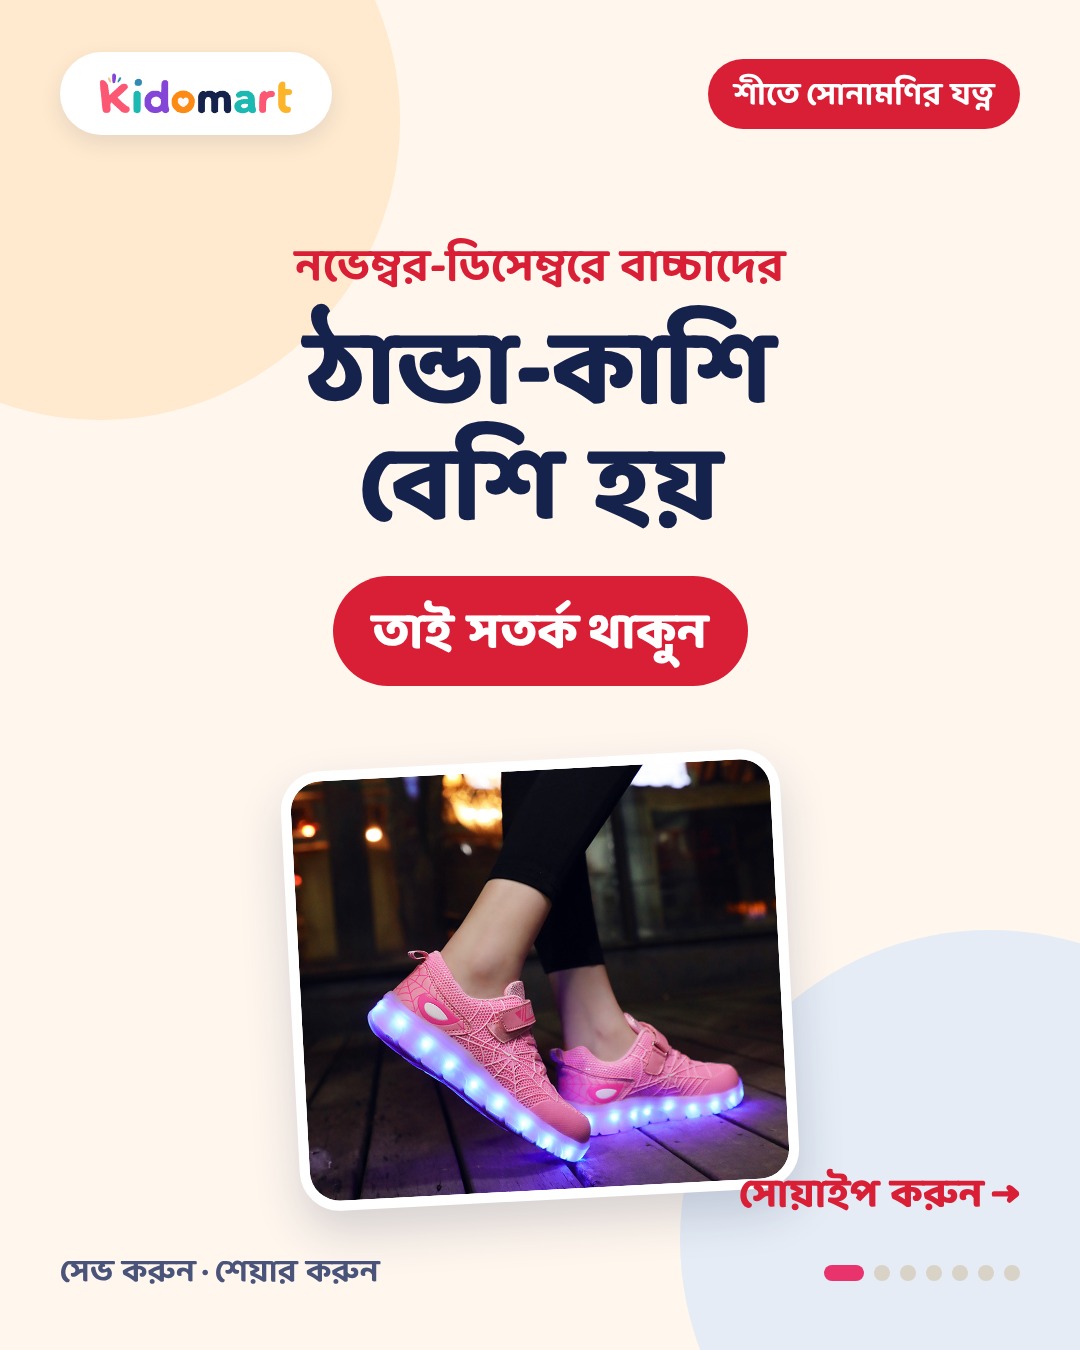 Kidomart
শীতে সোনামণির যত্ন
নভেম্বর-ডিসেম্বরে বাচ্চাদের
ঠান্ডা-কাশি
বেশি হয়
তাই সতর্ক থাকুন
সোয়াইপ করুন →
সেভ করুন · শেয়ার করুন